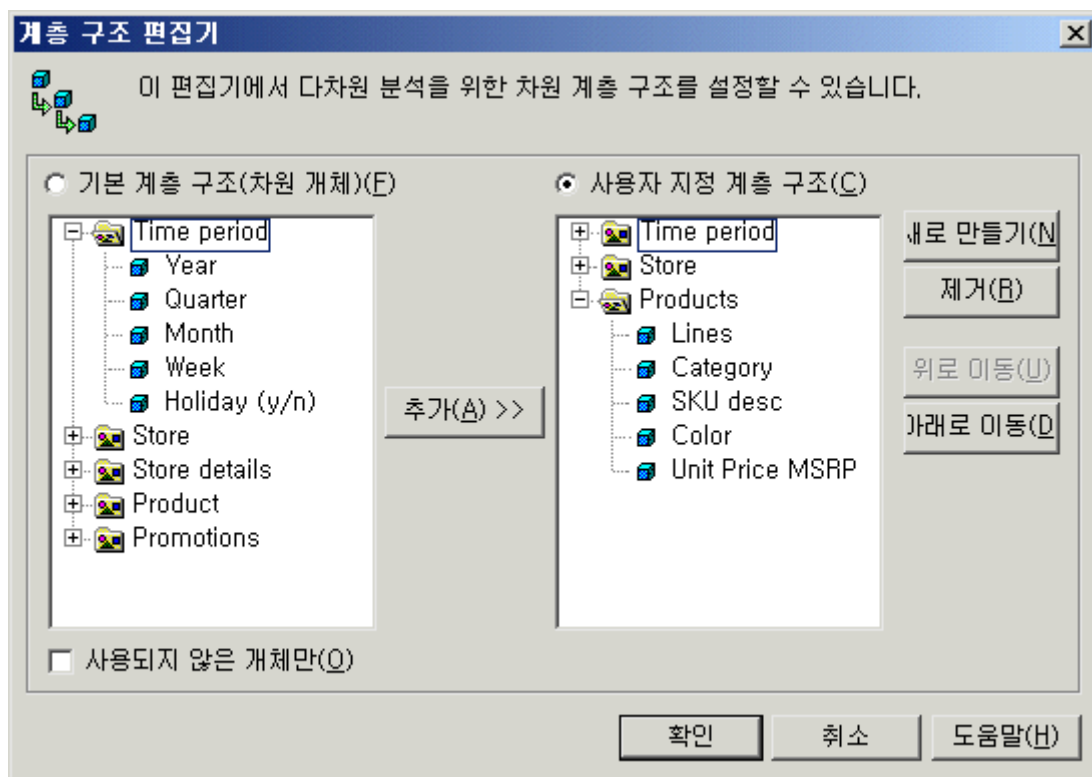 계층 구조 편집기
이 편집기에서 다차원 분석을 위한 차원 계층 구조를 설정할 수 있습니다.
기본 계층 구조(차원 개체)(F)
Time period
Year
Quarter
Month
Week
Holiday (y/n)
Store
Store details
Product
Promotions
사용되지 않은 개체만(O)
추가(A) >>
사용자 지정 계층 구조(C)
Time period
Store
Products
Lines
Category
SKU desc
Color
Unit Price MSRP
새로 만들기(N
제거(R)
위로 이동(U)
아래로 이동(D
확인
취소
도움말(H)